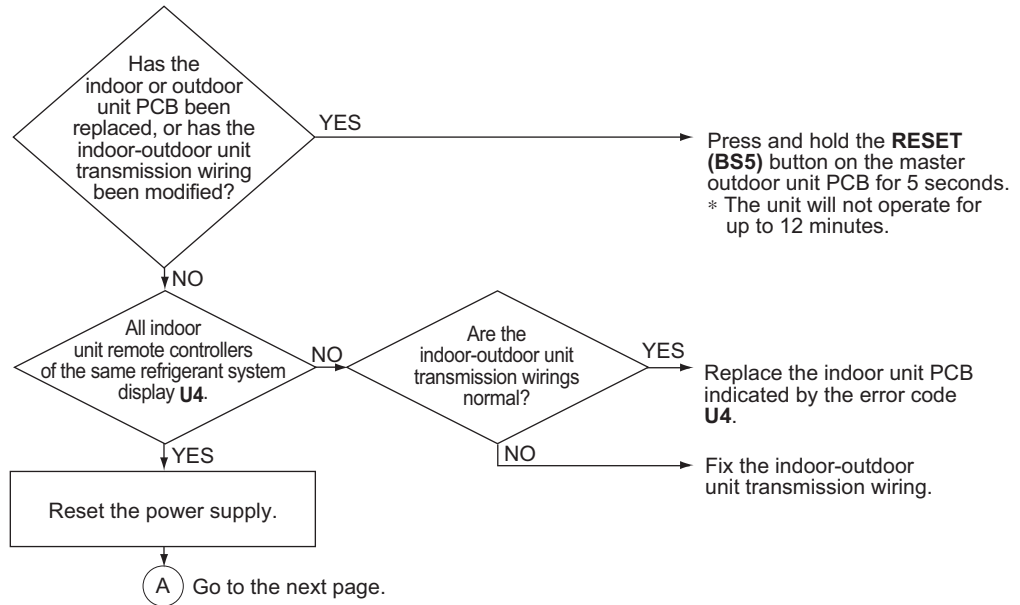 Has the
indoor or outdoor
unit PCB been
replaced, or has the
indoor-outdoor unit
transmission wiring
been modified?
YES
Press and hold the RESET
(BS5) button on the master
outdoor unit PCB for 5 seconds.
* The unit will not operate for
up to 12 minutes.
NO
All indoor
unit remote controllers
of the same refrigerant system
display U4.
NO
Are the
indoor-outdoor unit
transmission wirings
normal?
YES
Replace the indoor unit PCB
indicated by the error code
U4.
NO
Fix the indoor-outdoor
unit transmission wiring.
YES
Reset the power supply.
A Go to the next page.